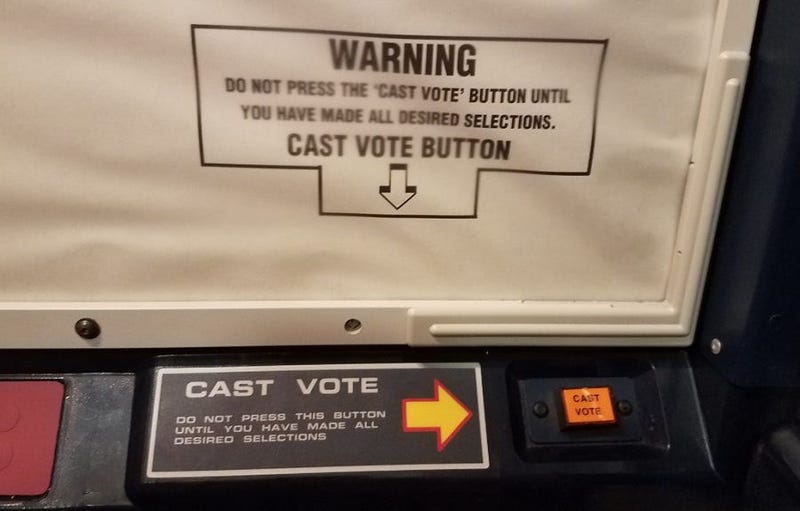 WARNING
DO NOT PRESS THE 'CAST VOTE' BUTTON UNTIL
YOU HAVE MADE ALL DESIRED SELECTIONS.
CAST VOTE BUTTON
CAST VOTE
DO NOT PRESS THIS BUTTON
UNTIL YOU HAVE MADE ALL
DESIRED SELECTIONS
CAST
VOTE